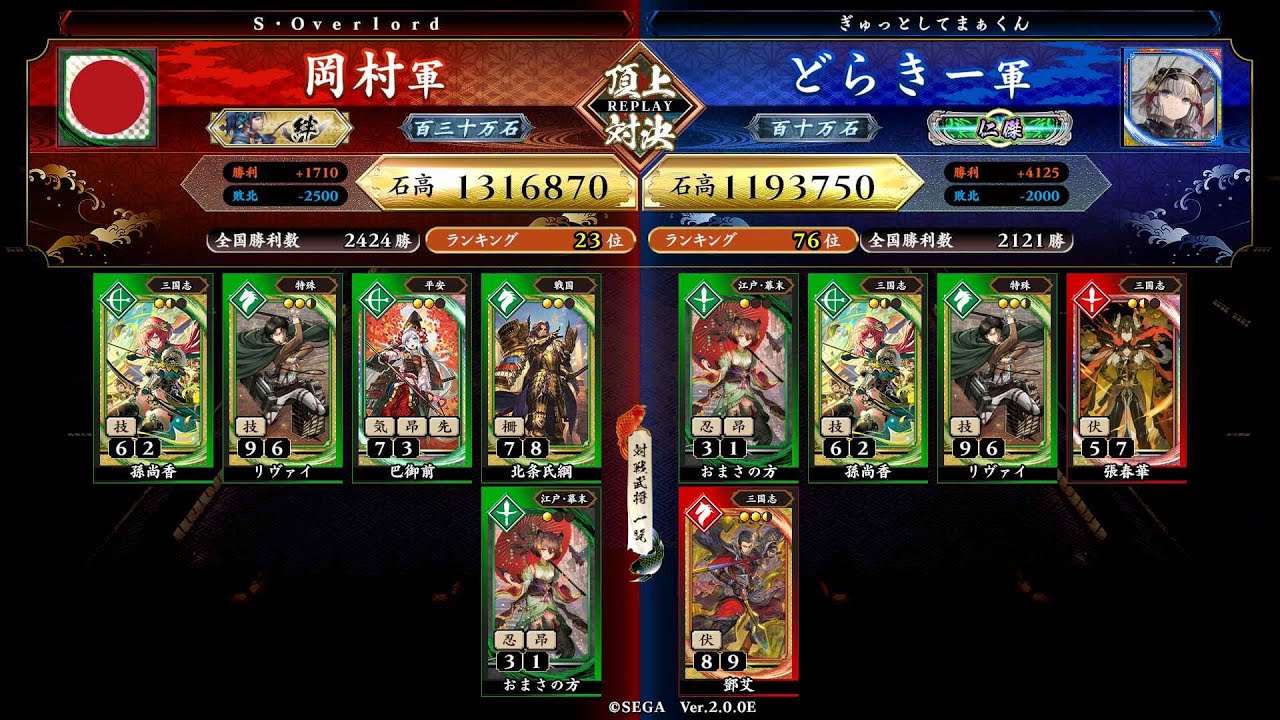 S・Overlord
ぎゅっとしてまぁくん
岡村軍
頂上
REPLAY
対決
どらきー軍
絆
百三十万石
百十万石
仁傑
勝利 +1710
敗北 -2500
石高 1316870
石高 1193750
勝利 +4125
敗北 -2000
全国勝利数 2424勝
ランキング 23位
ランキング 76位
全国勝利数 2121勝
三国志
技
6 2
孫尚香
特殊
技
9 6
リヴァイ
平安
気 昂 先
7 3
巴御前
戦国
柵
7 8
北条氏綱
江戸・幕末
忍 昂
3 1
おまさの方
対戦武将一覧
江戸・幕末
忍 昂
3 1
おまさの方
三国志
技
6 2
孫尚香
特殊
技
9 6
リヴァイ
三国志
伏
5 7
張春華
三国志
伏
8 9
鄧艾
©SEGA Ver.2.0.0E